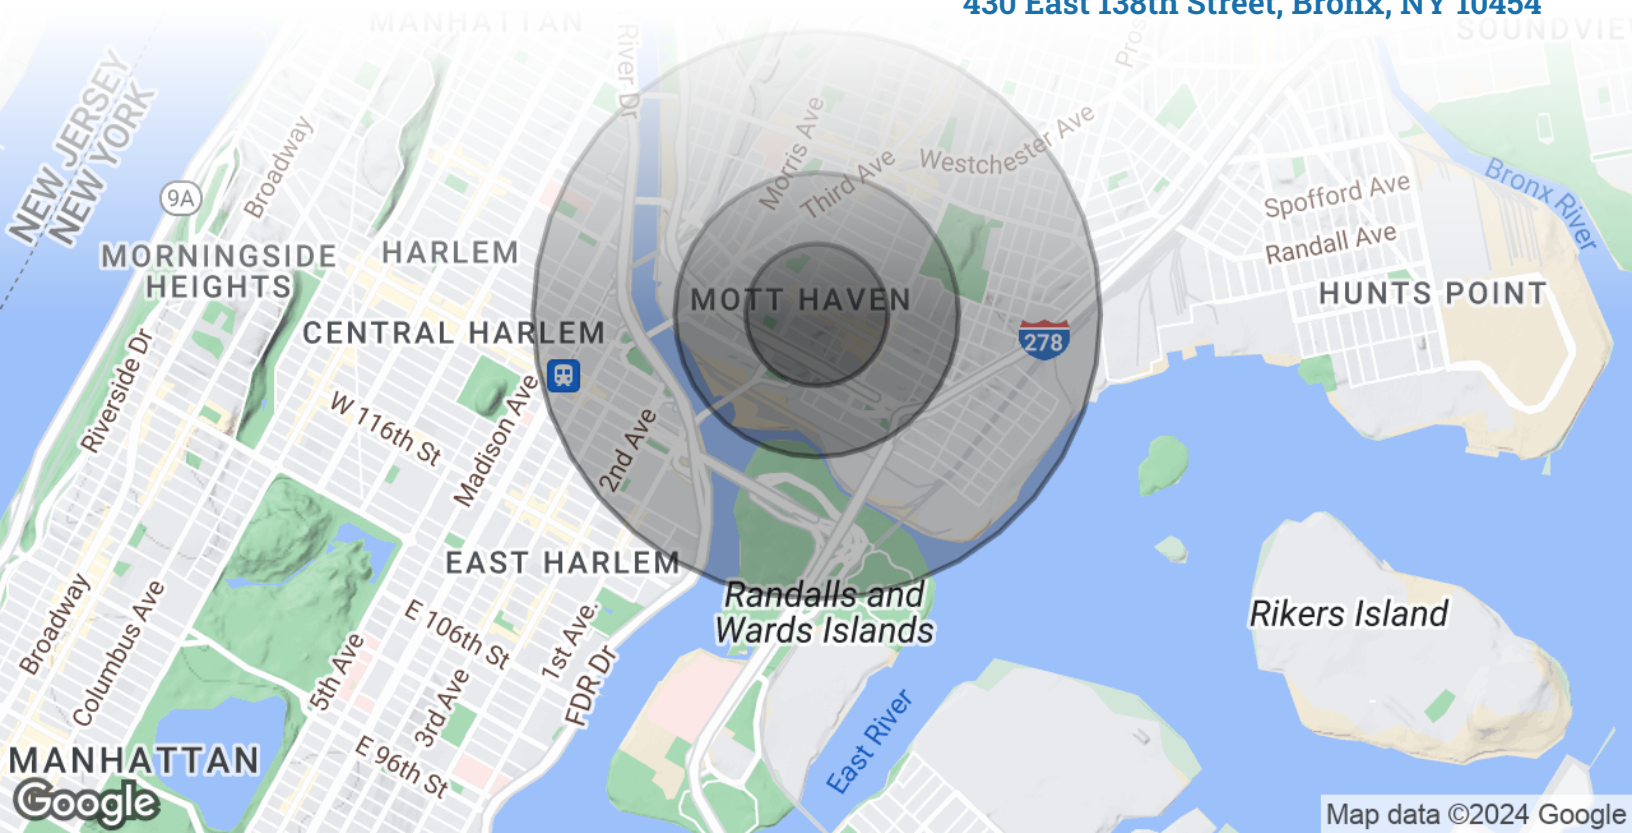 430 East 138th Street, Bronx, NY 10454
MANHATTAN
SOUNDVIEW
River Dr
NEW JERSEY
NEW YORK
Broadway
9A
Morris Ave
Third Ave
Westchester Ave
Pros
Bronx River
Spofford Ave
Randall Ave
MORNINGSIDE
HEIGHTS
HARLEM
MOTT HAVEN
HUNTS POINT
CENTRAL HARLEM
278
Riverside Dr
W 116th St
Madison Ave
2nd Ave
EAST HARLEM
Randalls and
Wards Islands
Rikers Island
Broadway
Columbus Ave
5th Ave
E 106th St
1st Ave.
FDR Dr
3rd Ave
E 96th St
East River
MANHATTAN
Google
Map data ©2024 Google